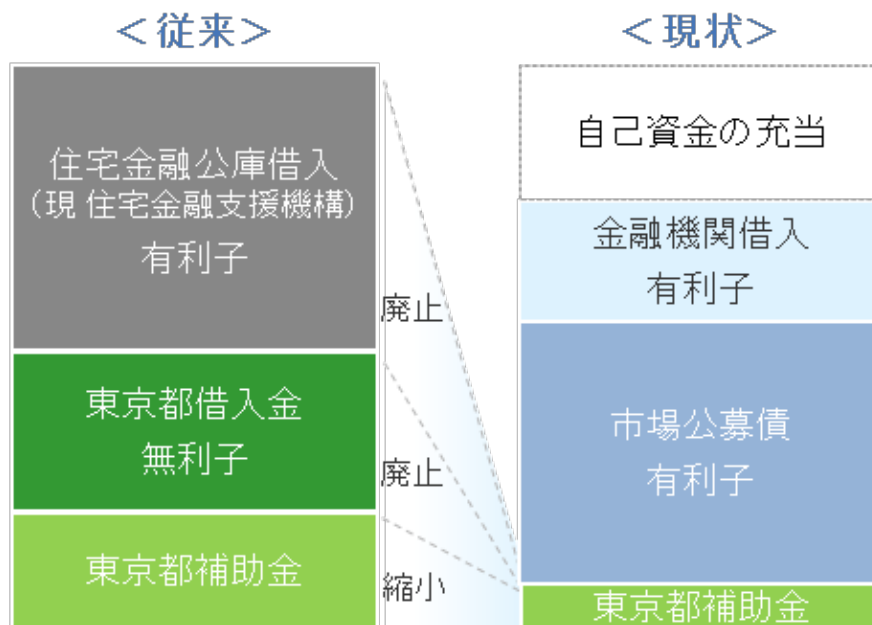 <従来>
住宅金融公庫借入
(現 住宅金融支援機構)
有利子
廃止
東京都借入金
無利子
廃止
東京都補助金
縮小
<現状>
自己資金の充当
金融機関借入
有利子
市場公募債
有利子
東京都補助金